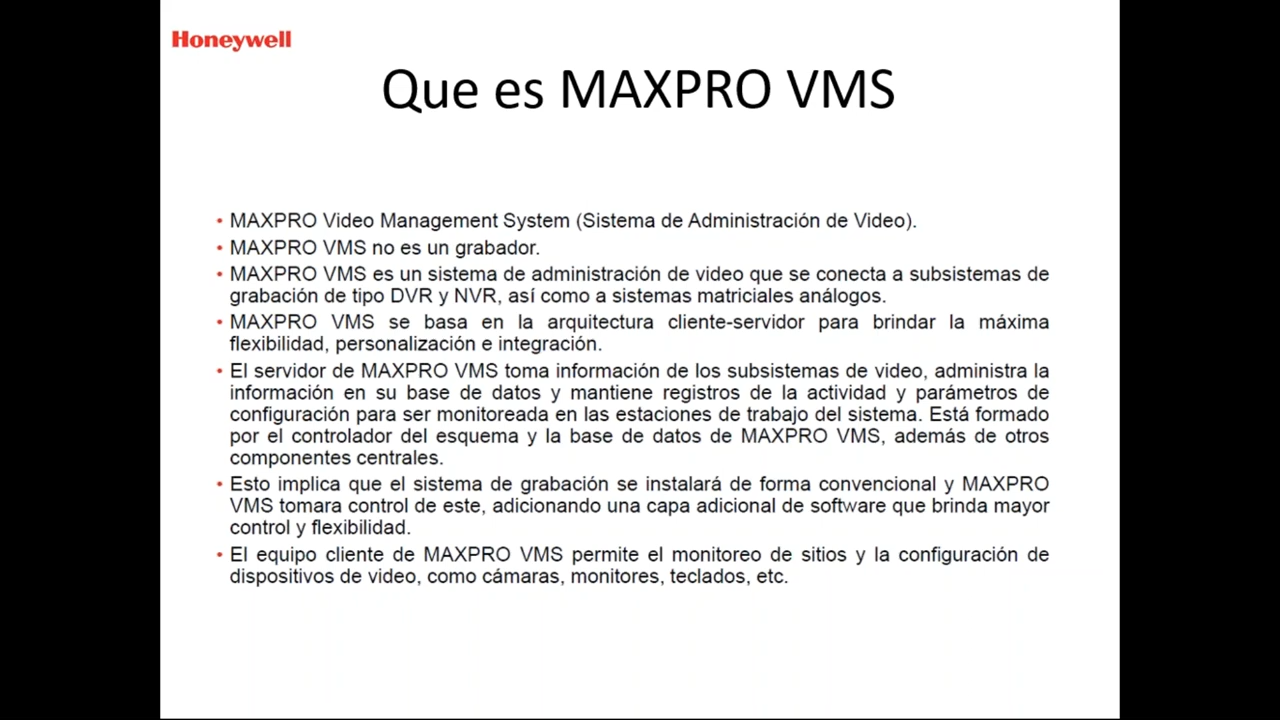 Honeywell
Que es MAXPRO VMS
• MAXPRO Video Management System (Sistema de Administración de Video).
• MAXPRO VMS no es un grabador.
• MAXPRO VMS es un sistema de administración de video que se conecta a subsistemas de
grabación de tipo DVR y NVR, así como a sistemas matriciales análogos.
• MAXPRO VMS se basa en la arquitectura cliente-servidor para brindar la máxima
flexibilidad, personalización e integración.
• El servidor de MAXPRO VMS toma información de los subsistemas de video, administra la
información en su base de datos y mantiene registros de la actividad y parámetros de
configuración para ser monitoreada en las estaciones de trabajo del sistema. Está formado
por el controlador del esquema y la base de datos de MAXPRO VMS, además de otros
componentes centrales.
• Esto implica que el sistema de grabación se instalará de forma convencional y MAXPRO
VMS tomara control de este, adicionando una capa adicional de software que brinda mayor
control y flexibilidad.
• El equipo cliente de MAXPRO VMS permite el monitoreo de sitios y la configuración de
dispositivos de video, como cámaras, monitores, teclados, etc.